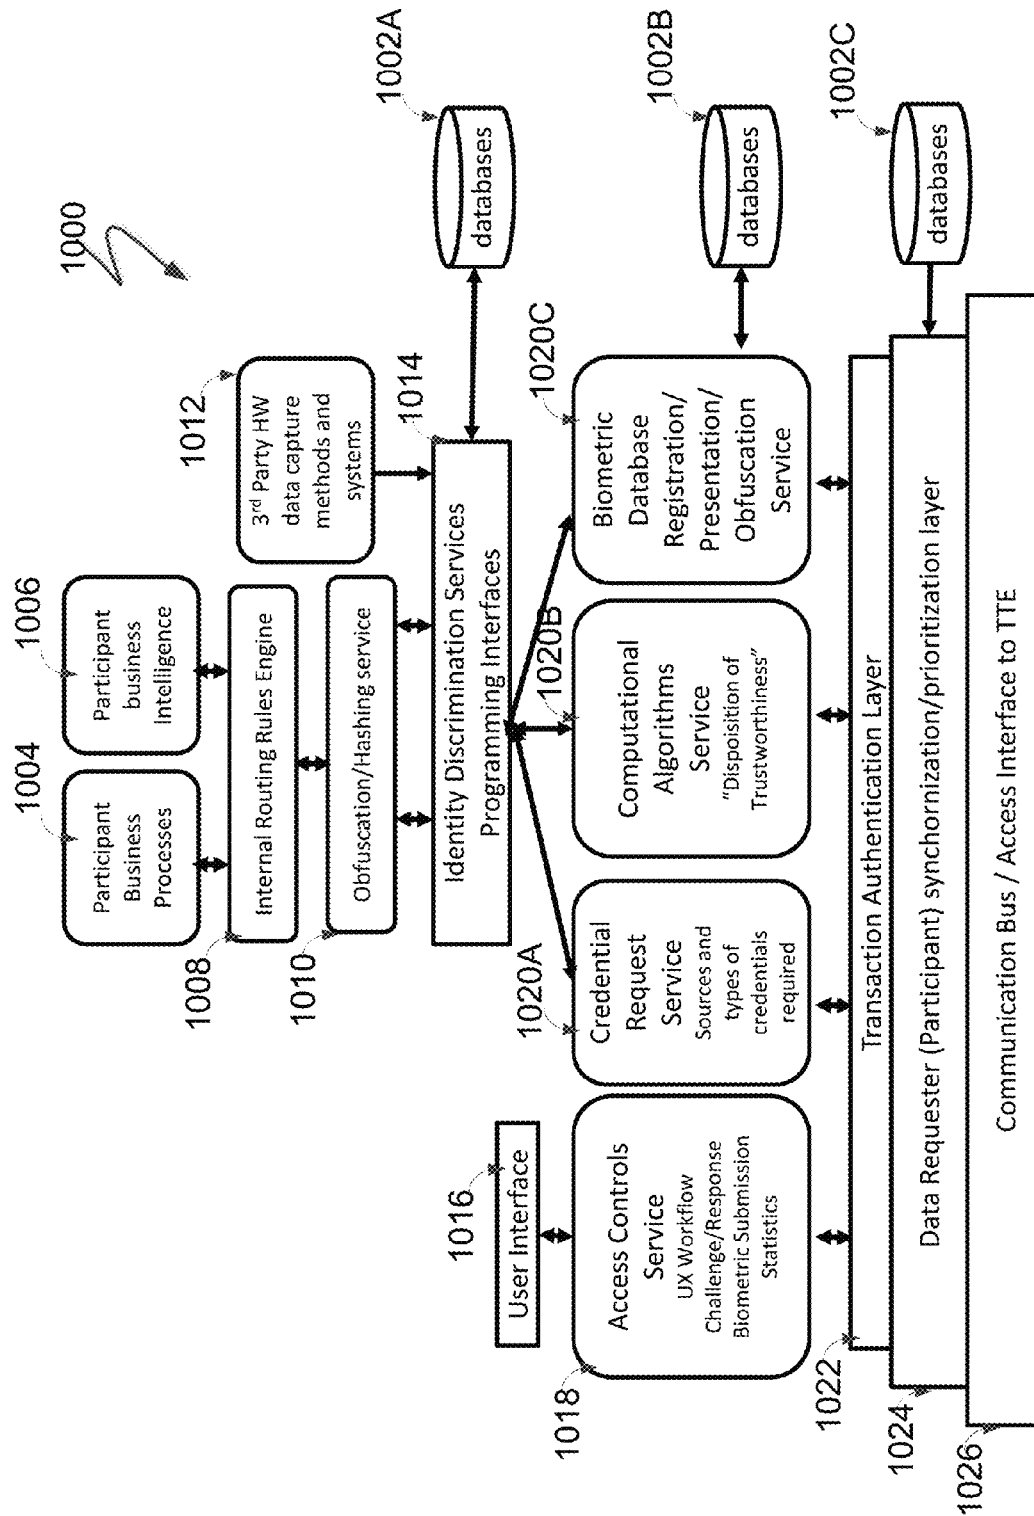 1000
1004
1006
Participant
Business
Processes
Participant
business
Intelligence
1008
Internal Routing Rules Engine
1012
3rd Party HW
data capture
methods and
systems
1010
Obfuscation/Hashing service
1014
Identity Discrimination Services
Programming Interfaces
1002A
databases
1016
User Interface
1018
Access Controls
Service
UX Workflow
Challenge/Response
Biometric Submission
Statistics
1020A
Credential
Request
Service
Sources and
types of
credentials
required
1020B
Computational
Algorithms
Service
“Dispoisition of
Trustworthiness”
1020C
Biometric
Database
Registration/
Presentation/
Obfuscation
Service
1002B
databases
1022
Transaction Authentication Layer
1024
Data Requester (Participant) synchornization/prioritization layer
1002C
databases
1026
Communication Bus / Access Interface to TTE